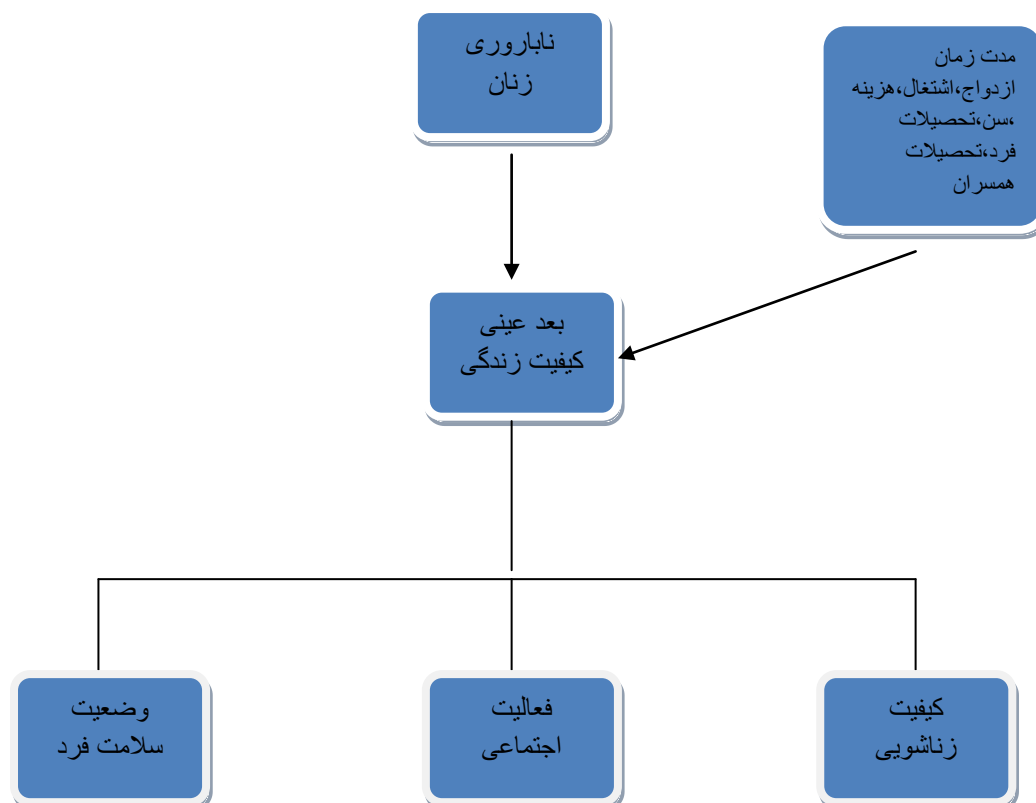 ناباروری
زنان
مدت زمان
ازدواج،اشتغال،هزینه
،سن،تحصیلات
فرد،تحصیلات
همسران
بعد عینی
کیفیت زندگی
کیفیت
زناشویی
فعالیت
اجتماعی
وضعیت
سلامت فرد